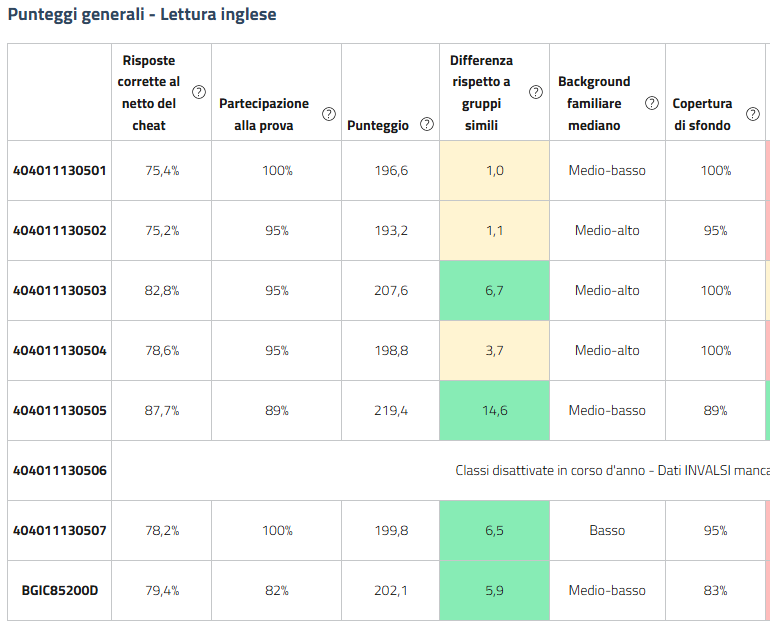 Punteggi generali - Lettura inglese
Risposte corrette al netto del cheat ? Partecipazione alla prova ? Punteggio ? Differenza rispetto a gruppi simili ? Background familiare mediano ? Copertura di sfondo ?
404011130501 75,4% 100% 196,6 1,0 Medio-basso 100%
404011130502 75,2% 95% 193,2 1,1 Medio-alto 95%
404011130503 82,8% 95% 207,6 6,7 Medio-alto 100%
404011130504 78,6% 95% 198,8 3,7 Medio-alto 100%
404011130505 87,7% 89% 219,4 14,6 Medio-basso 89%
404011130506 Classi disattivate in corso d'anno - Dati INVALSI manca
404011130507 78,2% 100% 199,8 6,5 Basso 95%
BGIC85200D 79,4% 82% 202,1 5,9 Medio-basso 83%